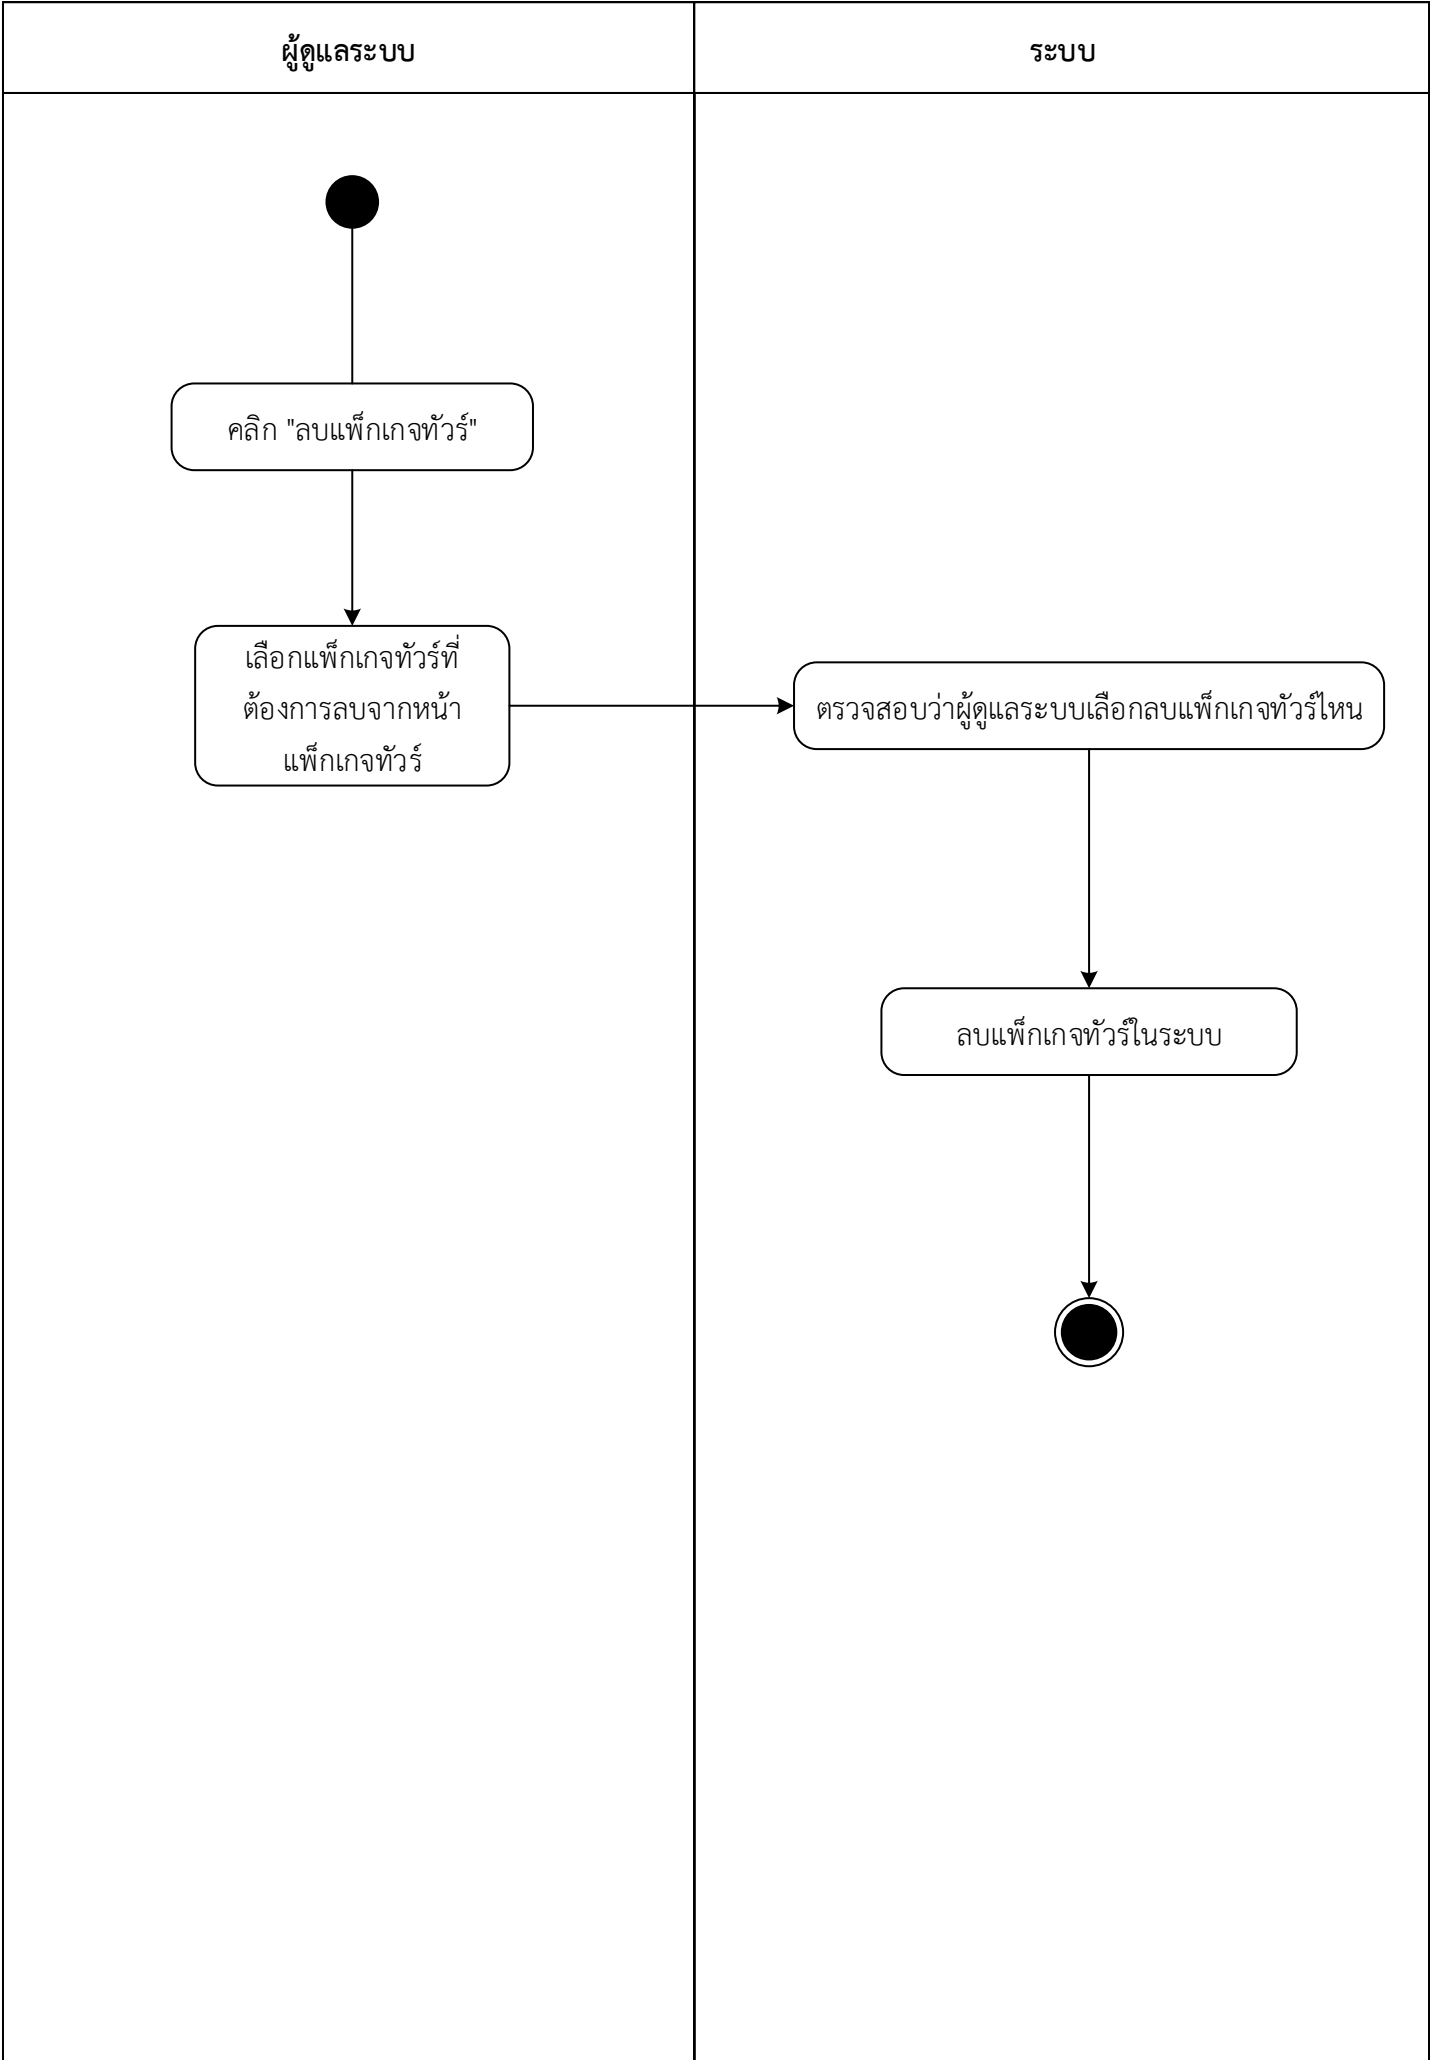 ผู้ดูแลระบบ
ระบบ
คลิก "ลบแพ็กเกจทัวร์"
เลือกแพ็กเกจทัวร์ที่
ต้องการลบจากหน้า
แพ็กเกจทัวร์
ตรวจสอบว่าผู้ดูแลระบบเลือกลบแพ็กเกจทัวร์ไหน
ลบแพ็กเกจทัวร์ในระบบ